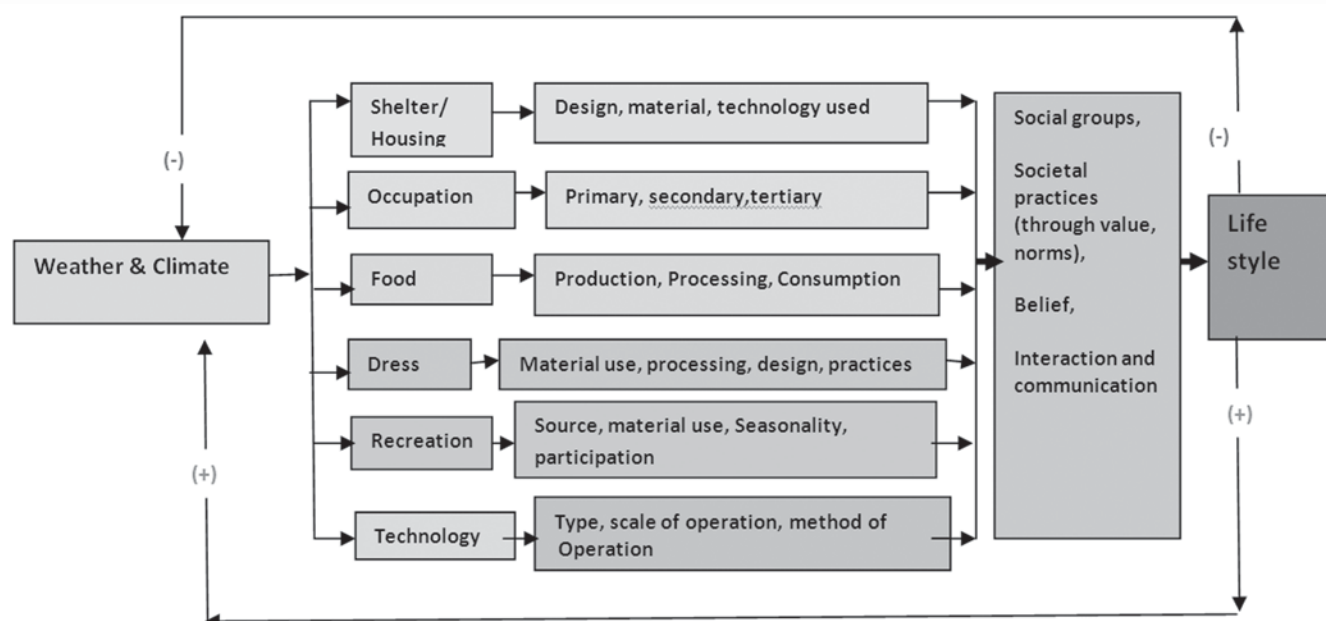 (-)
(-)
Weather & Climate
(+)
Shelter/
Housing
Design, material, technology used
Occupation
Primary, secondary,tertiary
Food
Production, Processing, Consumption
Dress
Material use, processing, design, practices
Recreation
Source, material use, Seasonality,
participation
Technology
Type, scale of operation, method of
Operation
Social groups,
Societal
practices
(through value,
norms),
Belief,
Interaction and
communication
Life
style
(+)